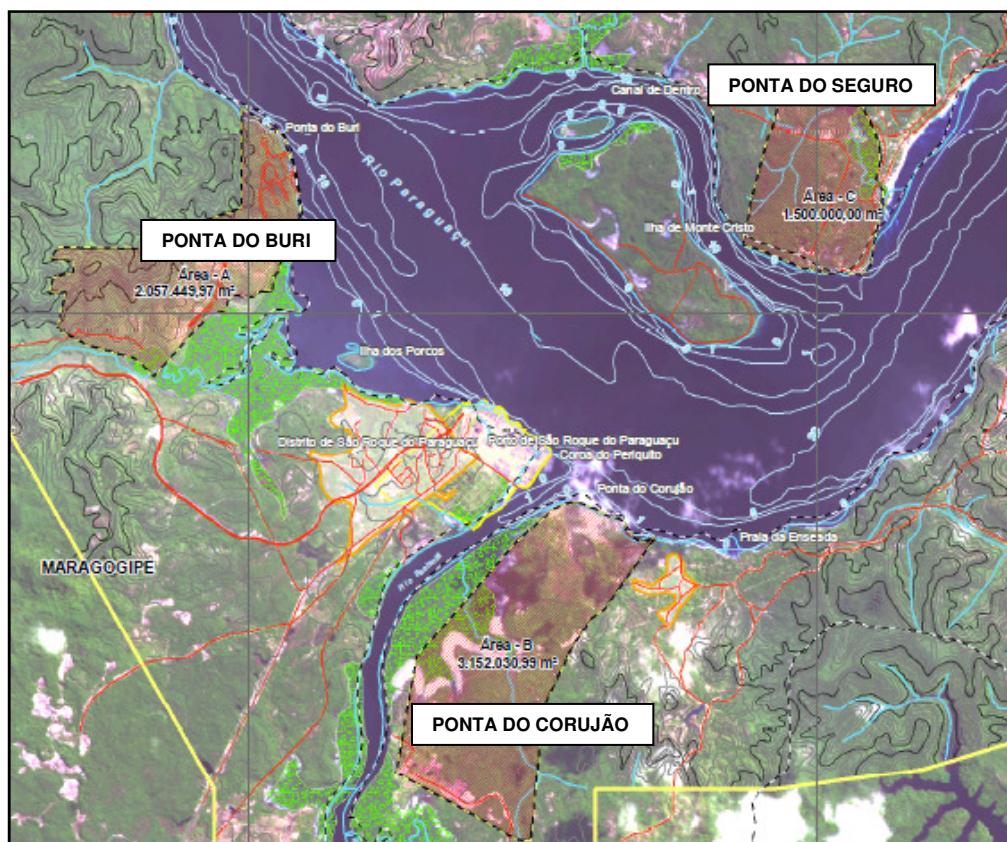 Canal de Dentro
PONTA DO SEGURO
Ponta do Buri
Rio Paraguaçu
Área - C
1.500.000,00 m²
Ilha de Monte Cristo
PONTA DO BURI
Área - A
2.057.449,97 m²
Ilha dos Porcos
Distrito de São Roque do Paraguaçu
Porto de São Roque do Paraguaçu
Coroa do Periquito
Ponta do Corujão
Praia da Enseada
MARAGOGIPE
Área - B
3.152.030,99 m²
PONTA DO CORUJÃO